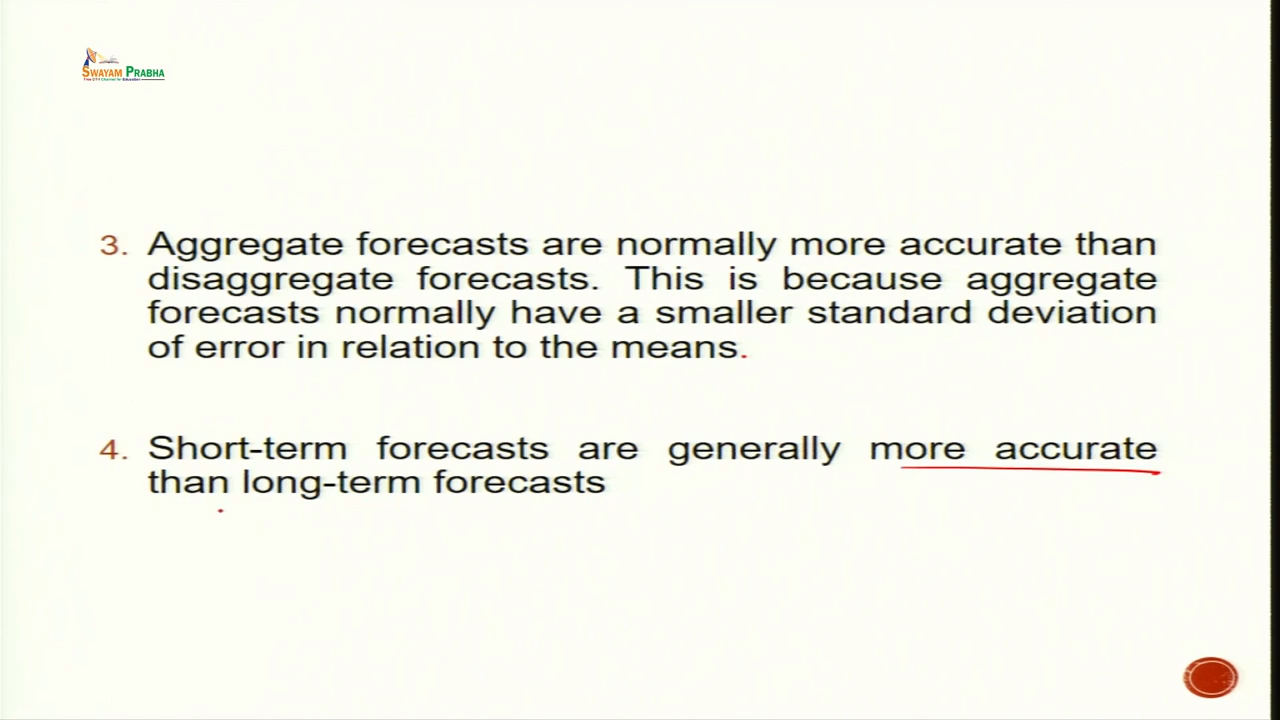 SWAYAM PRABHA
3. Aggregate forecasts are normally more accurate than
disaggregate forecasts. This is because aggregate
forecasts normally have a smaller standard deviation
of error in relation to the means.
4. Short-term forecasts are generally more accurate
than long-term forecasts